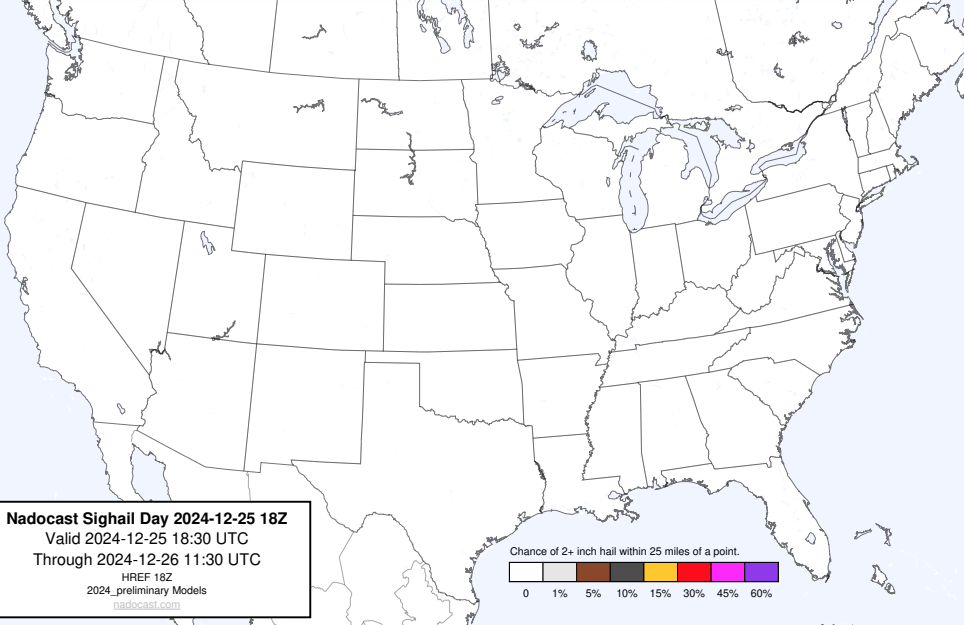 Nadocast Sighail Day 2024-12-25 18Z
Valid 2024-12-25 18:30 UTC
Through 2024-12-26 11:30 UTC
HREF 18Z
2024_preliminary Models
nadocast.com
Chance of 2+ inch hail within 25 miles of a point.
0 1% 5% 10% 15% 30% 45% 60%